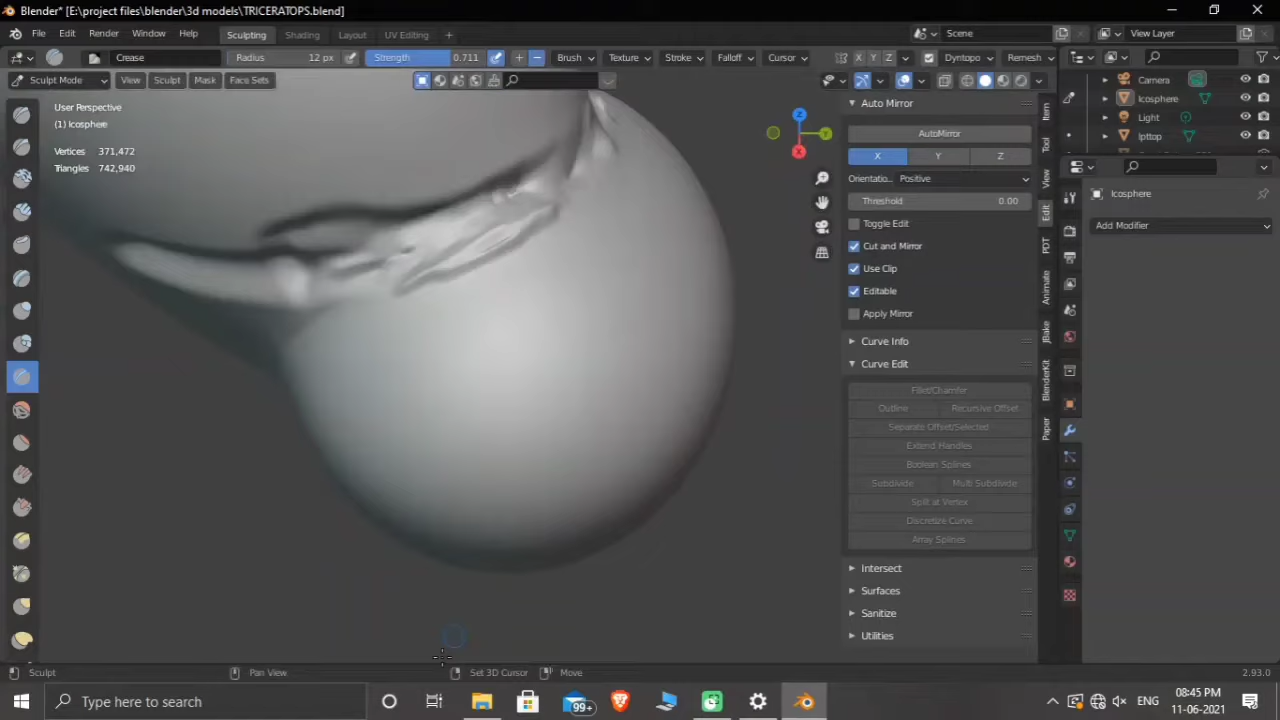 Blender* [E:\project files\blender\3d models\TRICERATOPS.blend]
File Edit Render Window Help Sculpting Shading Layout UV Editing + Scene View Layer
Crease Radius 12 px Strength 0.711 Brush Texture Stroke Falloff Cursor X Y Z Dyntopo Remesh
Sculpt Mode View Sculpt Mask Face Sets
Camera
Icosphere
Light
lpttop
User Perspective
(1) Icosphere
Vertices 371,472
Triangles 742,940
Z
Y
X
Auto Mirror
AutoMirror
X Y Z
Orientatio.. Positive
Threshold 0.00
Toggle Edit
Cut and Mirror
Use Clip
Editable
Apply Mirror
Curve Info
Curve Edit
Fillet/Chamfer
Outline Recursive Offset
Separate Offset/Selected
Extend Handles
Boolean Splines
Subdivide Multi Subdivide
Split at Vertex
Discretize Curve
Array Splines
Intersect
Surfaces
Sanitize
Utilities
Item
Tool
View
Edit
PDT
Animate
JBake
BlenderKit
Paper
Icosphere
Add Modifier
Sculpt Pan View Set 3D Cursor Move 2.93.0
Type here to search 99+ ENG 08:45 PM
11-06-2021